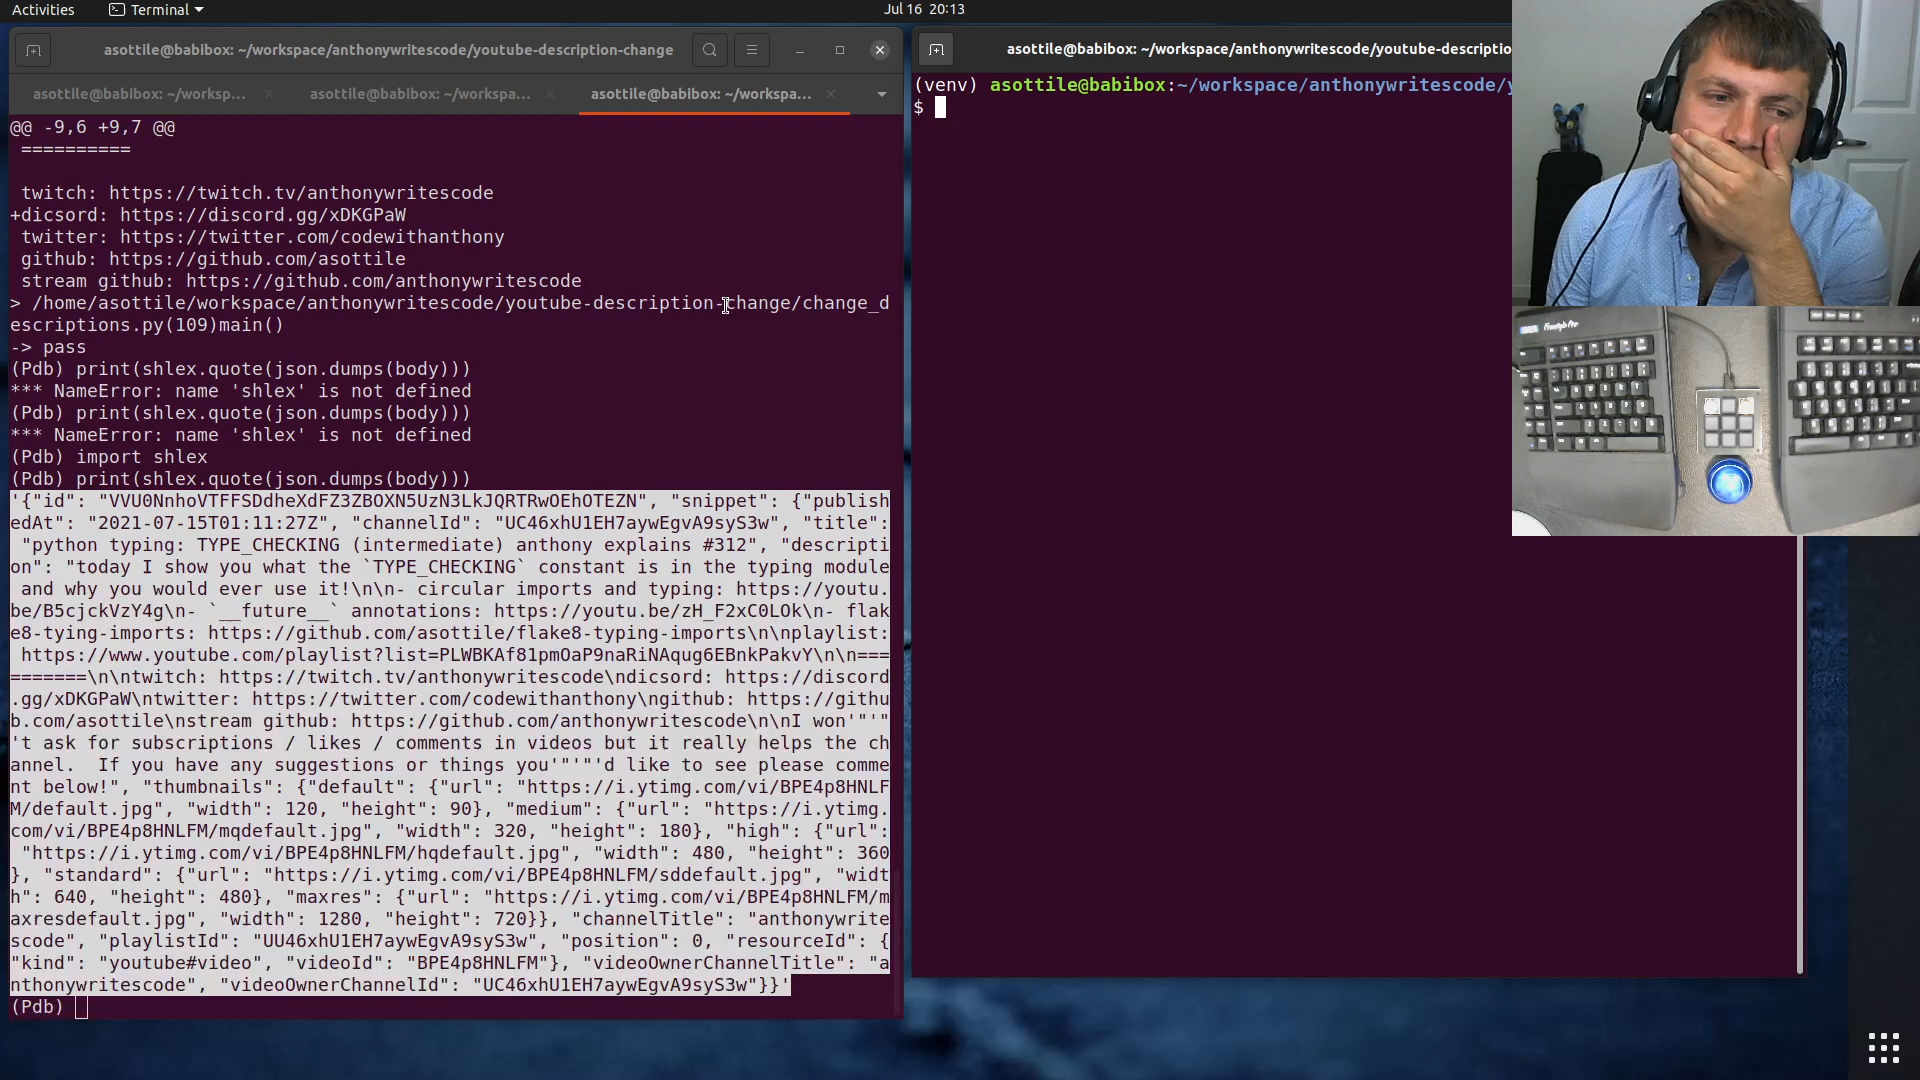 Activities
Terminal
Jul 16 20:13
asottile@babibox: ~/workspace/anthonywritescode/youtube-description-change
asottile@babibox: ~/worksp...
asottile@babibox: ~/workspa...
asottile@babibox: ~/workspa...
@@ -9,6 +9,7 @@
==========
twitch: https://twitch.tv/anthonywritescode
+dicsord: https://discord.gg/xDKGPaW
twitter: https://twitter.com/codewithanthony
github: https://github.com/asottile
stream github: https://github.com/anthonywritescode
> /home/asottile/workspace/anthonywritescode/youtube-description-change/change_d
escriptions.py(109)main()
-> pass
(Pdb) print(shlex.quote(json.dumps(body)))
*** NameError: name 'shlex' is not defined
(Pdb) print(shlex.quote(json.dumps(body)))
*** NameError: name 'shlex' is not defined
(Pdb) import shlex
(Pdb) print(shlex.quote(json.dumps(body)))
'{"id": "VVU0NnhoVTFFSDdheXdFZ3ZBOXN5UzN3LkJQRTRwOEhOTEZN", "snippet": {"publish
edAt": "2021-07-15T01:11:27Z", "channelId": "UC46xhU1EH7aywEgvA9syS3w", "title":
"python typing: TYPE_CHECKING (intermediate) anthony explains #312", "descripti
on": "today I show you what the `TYPE_CHECKING` constant is in the typing module
and why you would ever use it!\n\n- circular imports and typing: https://youtu.
be/B5cjckVzY4g\n- `__future__` annotations: https://youtu.be/zH_F2xC0LOk\n- flak
e8-tying-imports: https://github.com/asottile/flake8-typing-imports\n\nplaylist:
https://www.youtube.com/playlist?list=PLWBKAf81pmOaP9naRiNAqug6EBnkPakvY\n\n===
=======\n\ntwitch: https://twitch.tv/anthonywritescode\ndicsord: https://discord
.gg/xDKGPaW\ntwitter: https://twitter.com/codewithanthony\ngithub: https://githu
b.com/asottile\nstream github: https://github.com/anthonywritescode\n\nI won'"'"
't ask for subscriptions / likes / comments in videos but it really helps the ch
annel.  If you have any suggestions or things you'"'"'d like to see please comme
nt below!", "thumbnails": {"default": {"url": "https://i.ytimg.com/vi/BPE4p8HNLF
M/default.jpg", "width": 120, "height": 90}, "medium": {"url": "https://i.ytimg.
com/vi/BPE4p8HNLFM/mqdefault.jpg", "width": 320, "height": 180}, "high": {"url":
"https://i.ytimg.com/vi/BPE4p8HNLFM/hqdefault.jpg", "width": 480, "height": 360
}, "standard": {"url": "https://i.ytimg.com/vi/BPE4p8HNLFM/sddefault.jpg", "widt
h": 640, "height": 480}, "maxres": {"url": "https://i.ytimg.com/vi/BPE4p8HNLFM/m
axresdefault.jpg", "width": 1280, "height": 720}}, "channelTitle": "anthonywrite
scode", "playlistId": "UU46xhU1EH7aywEgvA9syS3w", "position": 0, "resourceId": {
"kind": "youtube#video", "videoId": "BPE4p8HNLFM"}, "videoOwnerChannelTitle": "a
nthonywritescode", "videoOwnerChannelId": "UC46xhU1EH7aywEgvA9syS3w"}}'
(Pdb)
asottile@babibox: ~/workspace/anthonywritescode/youtube-descriptio
(venv) asottile@babibox:~/workspace/anthonywritescode/y
$
Freestyle Pro